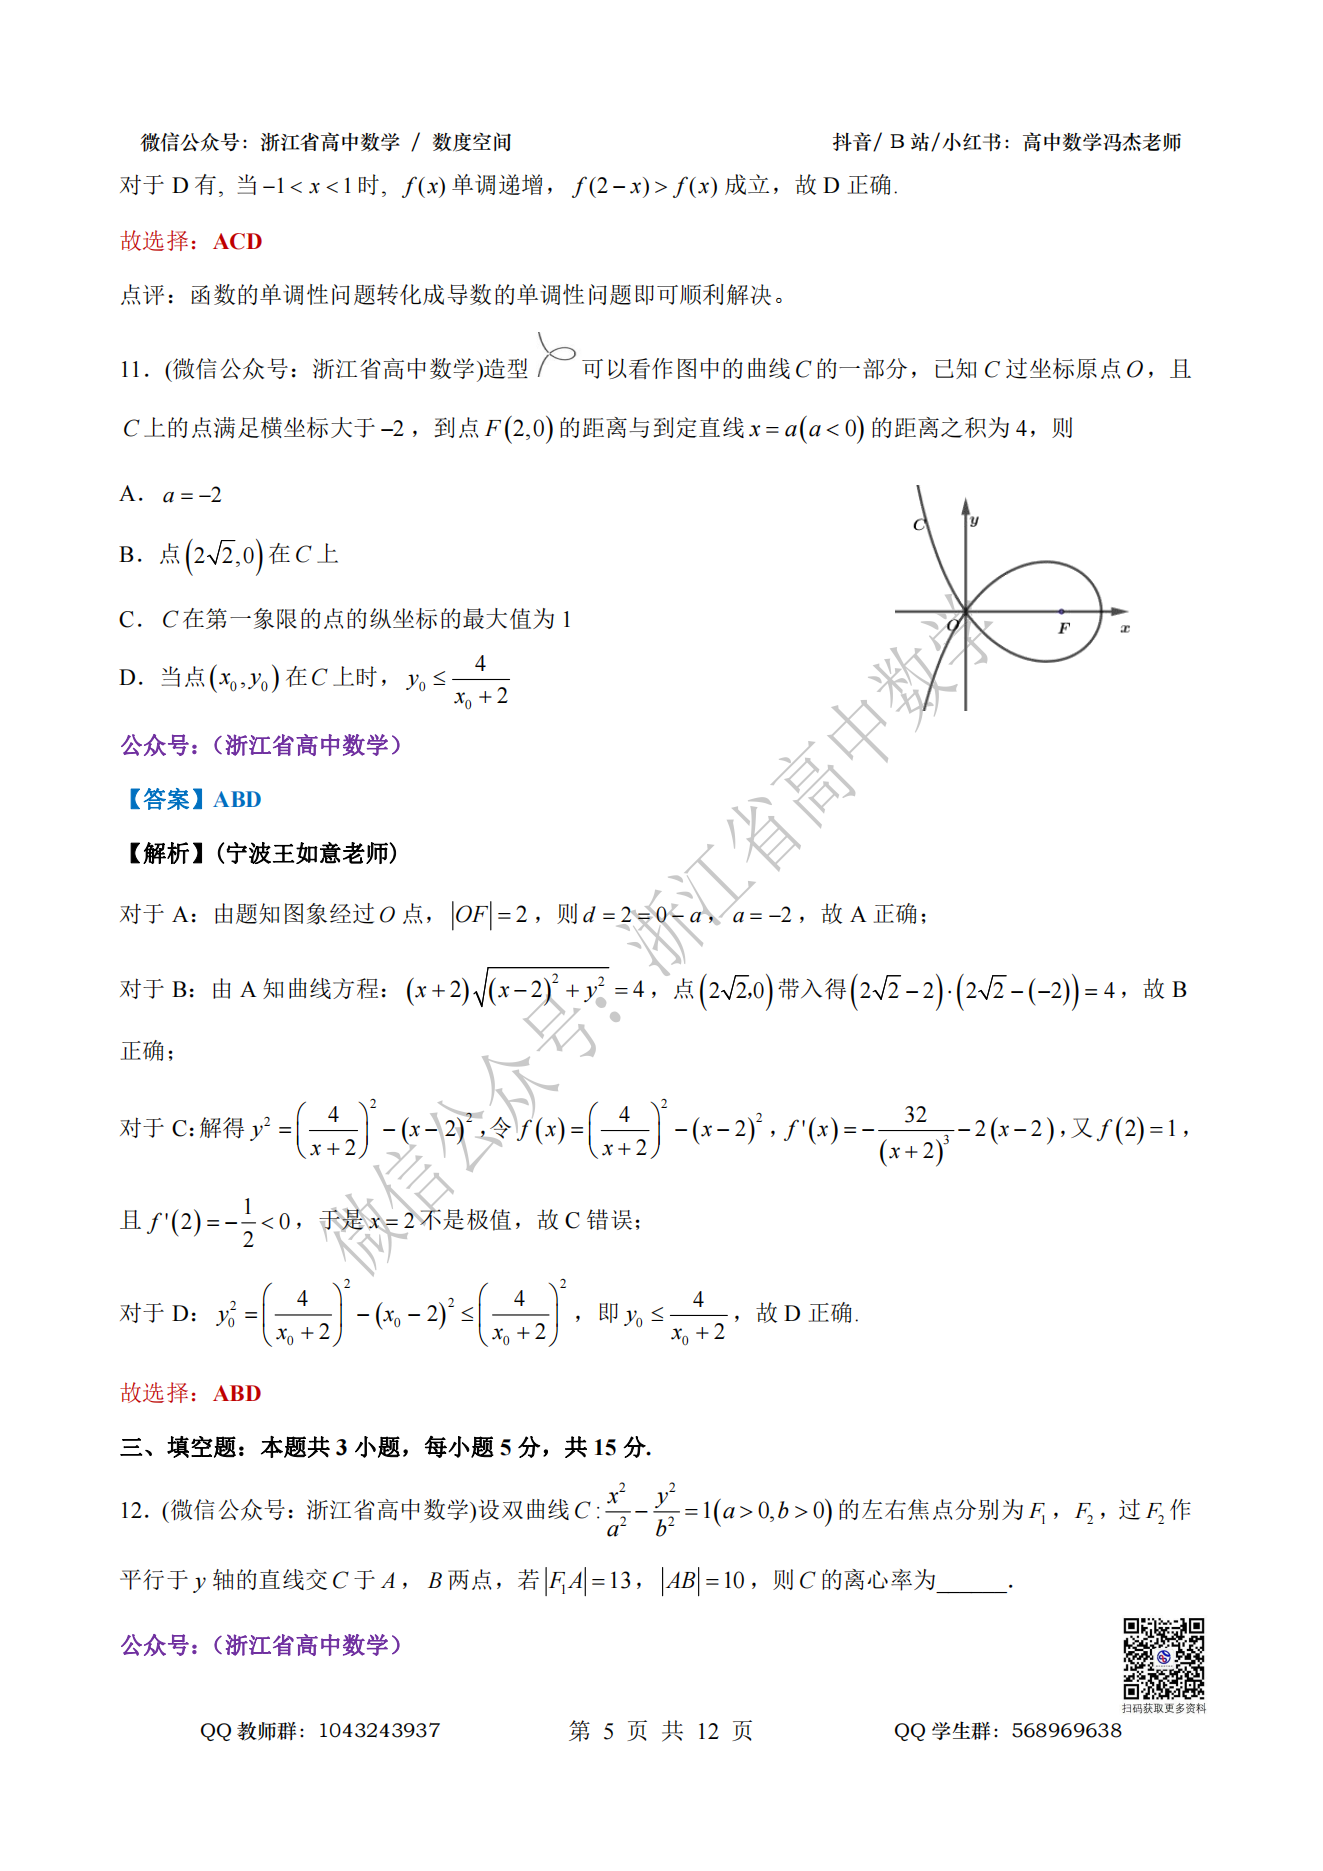 微信公众号：浙江省高中数学 / 数度空间 抖音/ B 站/小红书：高中数学冯杰老师
对于 D 有, 当 −1 < x < 1 时, f(x) 单调递增，f(2 − x) > f(x) 成立，故 D 正确.
故选择：ACD
点评：函数的单调性问题转化成导数的单调性问题即可顺利解决。
11．(微信公众号：浙江省高中数学)造型 可以看作图中的曲线 C 的一部分，已知 C 过坐标原点 O，且
C 上的点满足横坐标大于 −2，到点 F(2,0) 的距离与到定直线 x = a(a < 0) 的距离之积为 4，则
A．a = −2
B．点 (2√2,0) 在 C 上
C．C 在第一象限的点的纵坐标的最大值为 1
D．当点 (x₀, y₀) 在 C 上时，y₀ ≤ 4/(x₀ + 2)
C
y
O
F
x
公众号：（浙江省高中数学）
【答案】ABD
【解析】(宁波王如意老师)
对于 A：由题知图象经过 O 点，|OF| = 2，则 d = 2 = 0 − a，a = −2，故 A 正确；
对于 B：由 A 知曲线方程：(x + 2)√((x − 2)² + y²) = 4，点 (2√2,0) 带入得 (2√2 − 2)·(2√2 − (−2)) = 4，故 B
正确；
对于 C：解得 y² = (4/(x + 2))² − (x − 2)²，令 f(x) = (4/(x + 2))² − (x − 2)²，f'(x) = −32/(x + 2)³ − 2(x − 2)，又 f(2) = 1，
且 f'(2) = −1/2 < 0，于是 x = 2 不是极值，故 C 错误；
对于 D：y₀² = (4/(x₀ + 2))² − (x₀ − 2)² ≤ (4/(x₀ + 2))²，即 y₀ ≤ 4/(x₀ + 2)，故 D 正确.
故选择：ABD
三、填空题：本题共 3 小题，每小题 5 分，共 15 分.
12．(微信公众号：浙江省高中数学)设双曲线 C : x²/a² − y²/b² = 1(a > 0, b > 0) 的左右焦点分别为 F₁，F₂，过 F₂ 作
平行于 y 轴的直线交 C 于 A，B 两点，若 |F₁A| = 13，|AB| = 10，则 C 的离心率为______．
公众号：（浙江省高中数学）
扫码获取更多资料
QQ 教师群：1043243937 第 5 页 共 12 页 QQ 学生群：568969638
微信公众号：浙江省高中数学